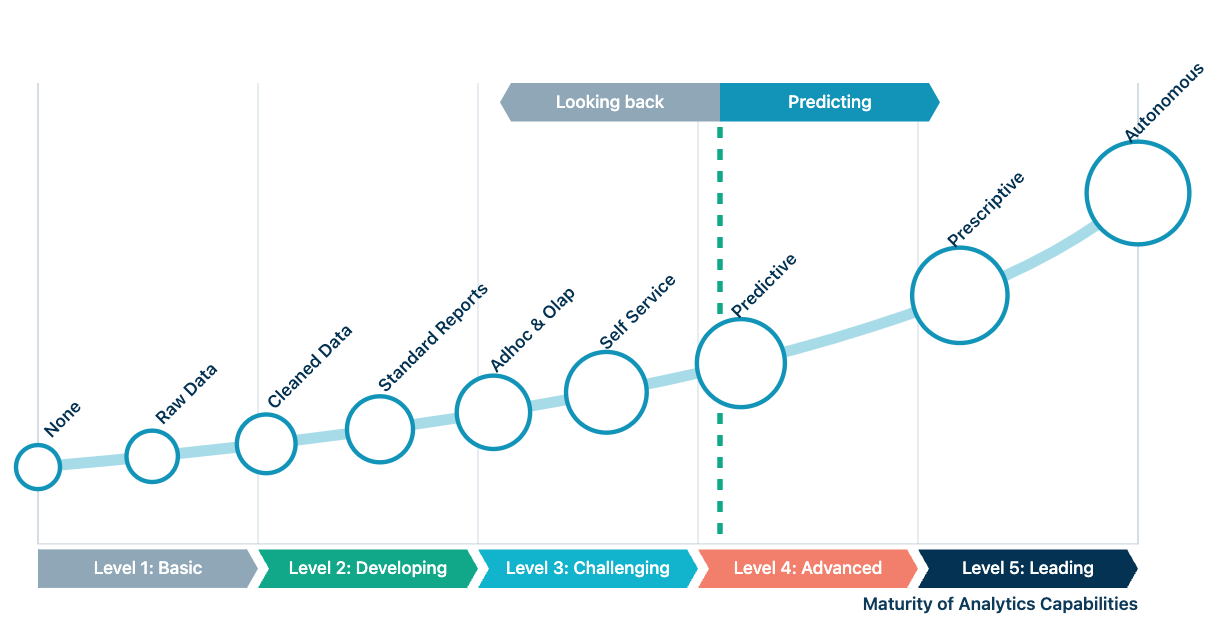 Looking back
Predicting
None
Raw Data
Cleaned Data
Standard Reports
Adhoc & Olap
Self Service
Predictive
Prescriptive
Autonomous
Level 1: Basic
Level 2: Developing
Level 3: Challenging
Level 4: Advanced
Level 5: Leading
Maturity of Analytics Capabilities